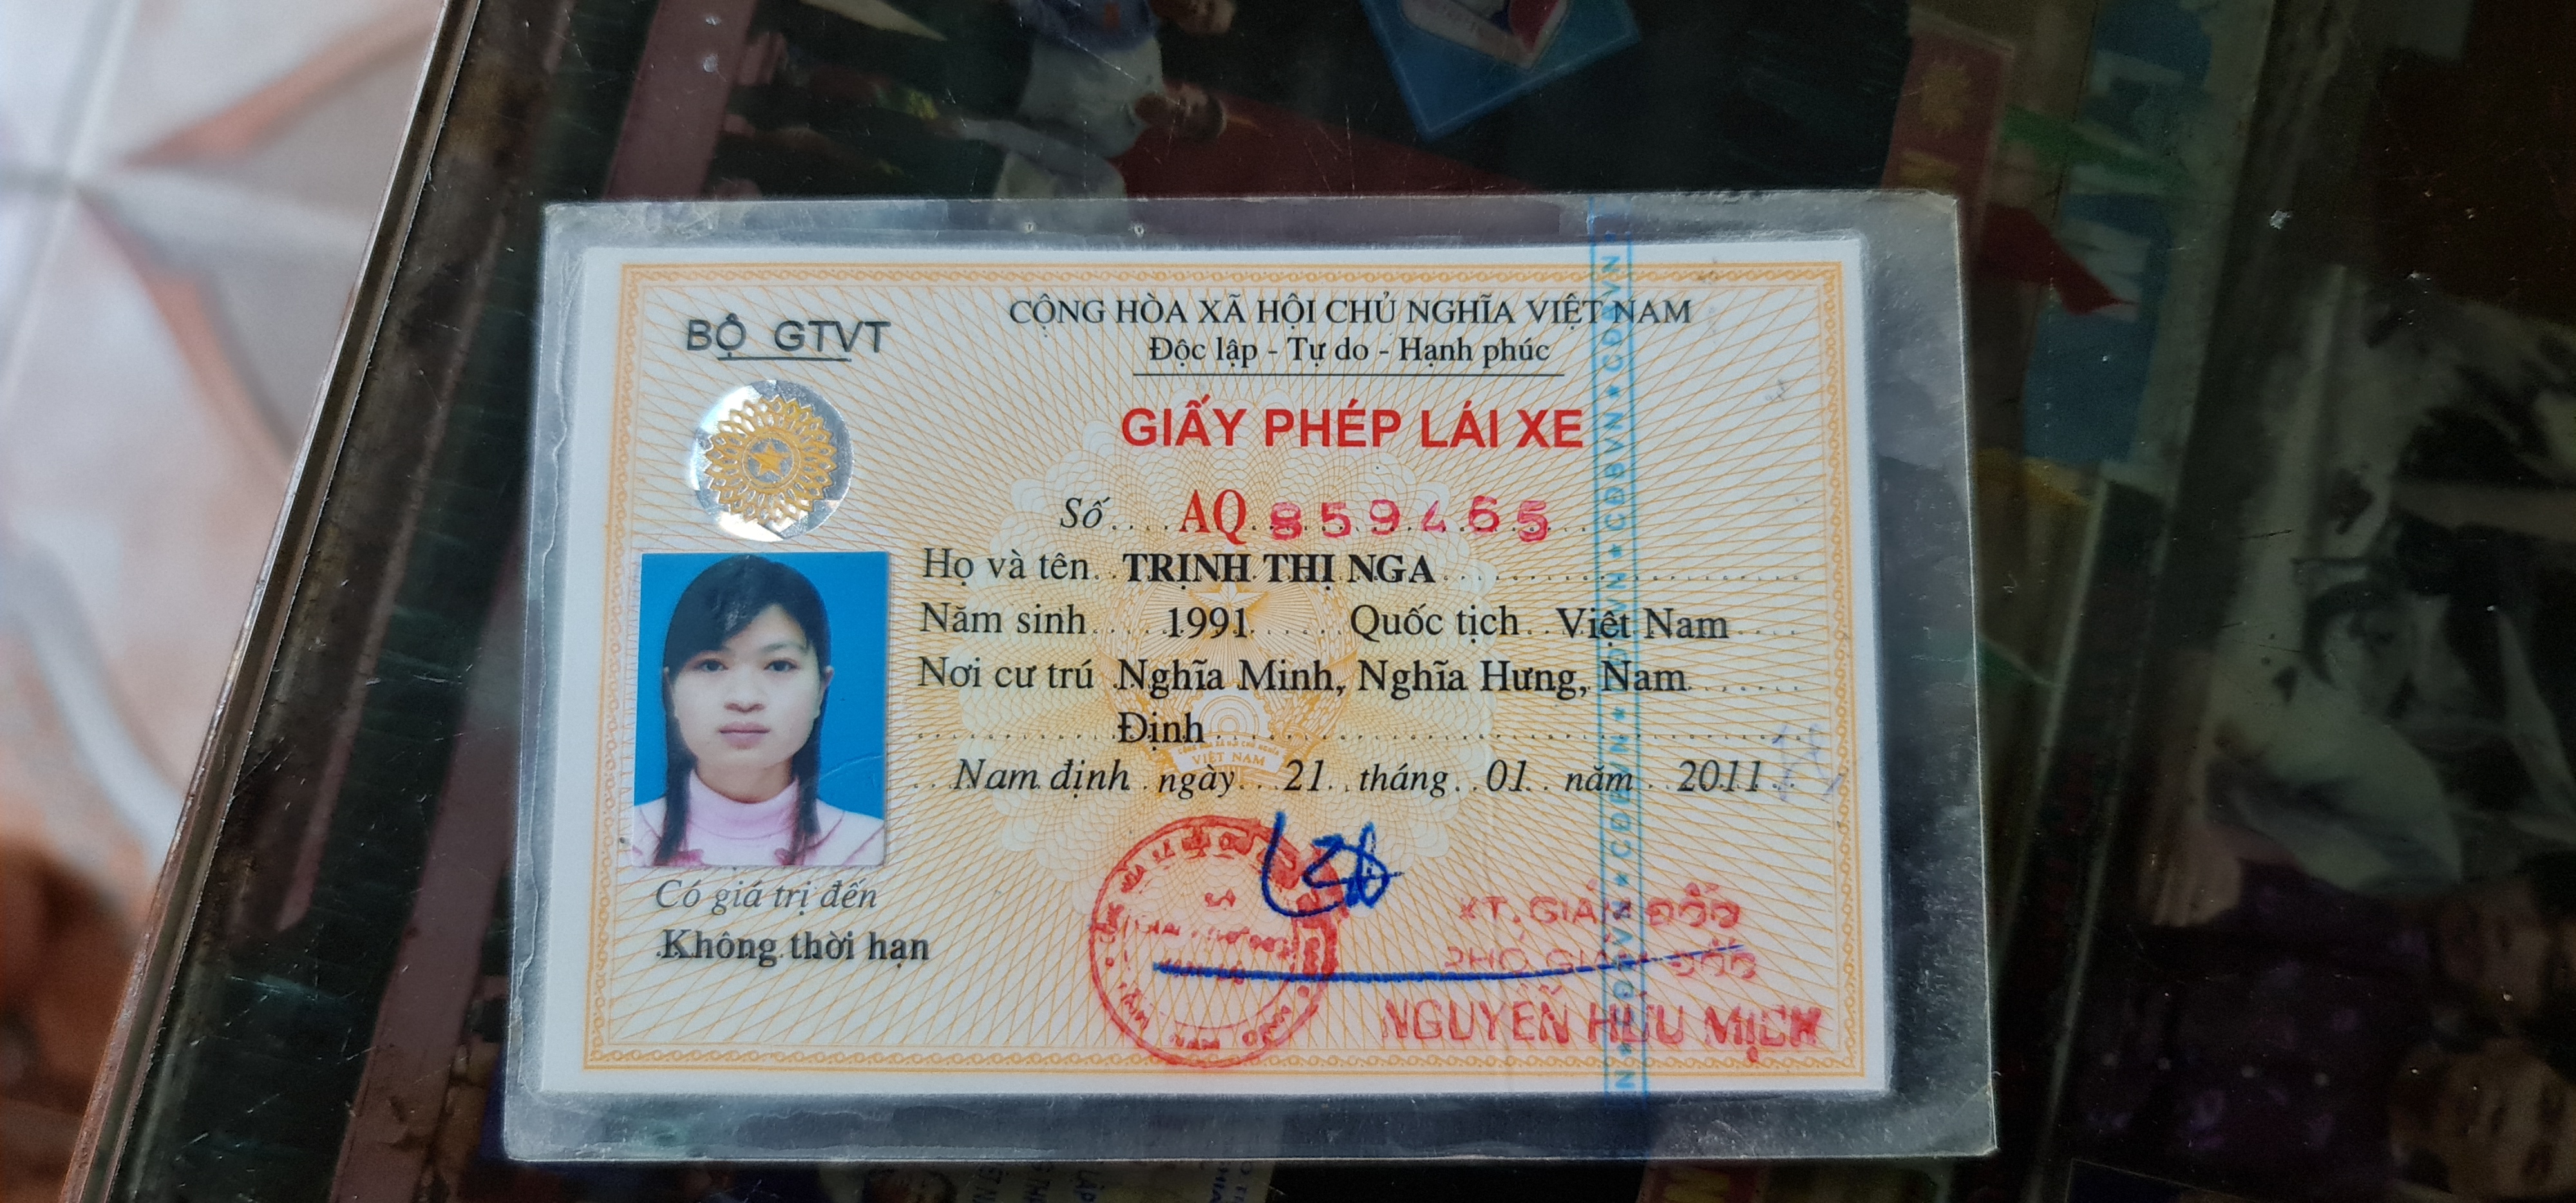 BỘ GTVT
CỘNG HÒA XÃ HỘI CHỦ NGHĨA VIỆT NAM
Độc lập - Tự do - Hạnh phúc
GIẤY PHÉP LÁI XE
Số AQ 859465
Họ và tên TRỊNH THỊ NGA
Năm sinh 1991 Quốc tịch Việt Nam
Nơi cư trú Nghĩa Minh, Nghĩa Hưng, Nam
Định
Nam định ngày 21 tháng 01 năm 2011
Có giá trị đến
Không thời hạn
KT. GIÁM ĐỐC
PHÓ GIÁM ĐỐC
NGUYỄN HỮU MỊCH
N ★ CĐBVN ★ CĐBVN ★ CĐBVN ★ CĐBVN
VIỆT NAM